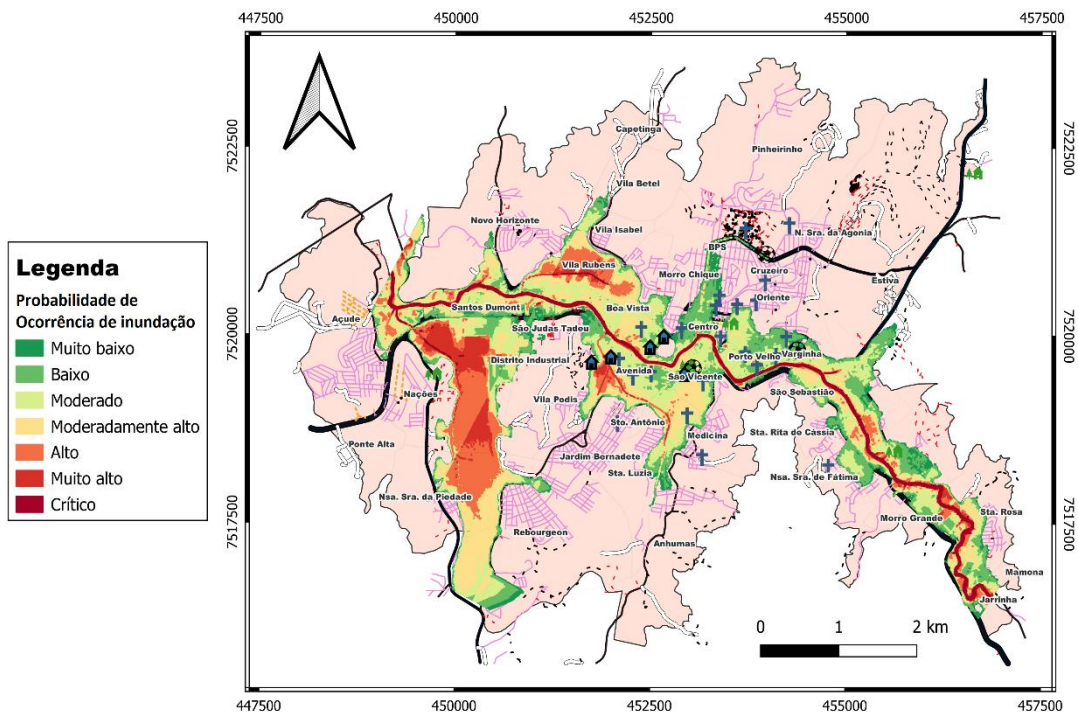 447500 450000 452500 455000 457500
7522500
7520000
7517500
7522500
7520000
7517500
447500 450000 452500 455000 457500
Legenda
Probabilidade de
Ocorrência de inundação
Muito baixo
Baixo
Moderado
Moderadamente alto
Alto
Muito alto
Crítico
Capetinga
Pinheirinho
Vila Betel
Novo Horizonte
Vila Isabel
N. Sra. da Agonia
BPS
Vila Rubens
Morro Chique
Cruzeiro
Estiva
Oriente
Santos Dumont
Boa Vista
Açude
São Judas Tadeu
Centro
Distrito Industrial
Porto Velho
Varginha
Avenida
São Vicente
Nações
Vila Podis
São Sebastião
Sto. Antônio
Ponte Alta
Medicina
Sta. Rita de Cássia
Jardim Bernadete
Sta. Luzia
Nsa. Sra. de Fátima
Nsa. Sra. da Piedade
Sta. Rosa
Morro Grande
Rebourgeon
Anhumas
Mamona
Jarrinha
0 1 2 km